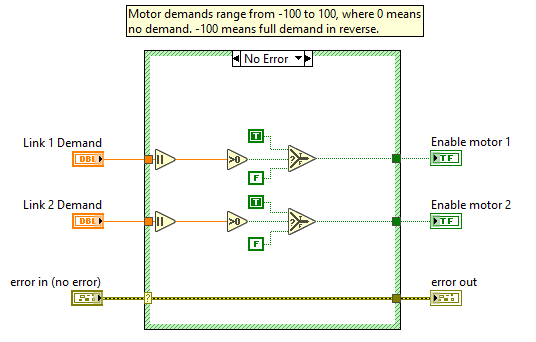 Motor demands range from -100 to 100, where 0 means
no demand. -100 means full demand in reverse.
No Error
Link 1 Demand
DBL
||
>0
T
F
?
T
F
Enable motor 1
TF
Link 2 Demand
DBL
||
>0
T
F
?
T
F
Enable motor 2
TF
error in (no error)
?
error out